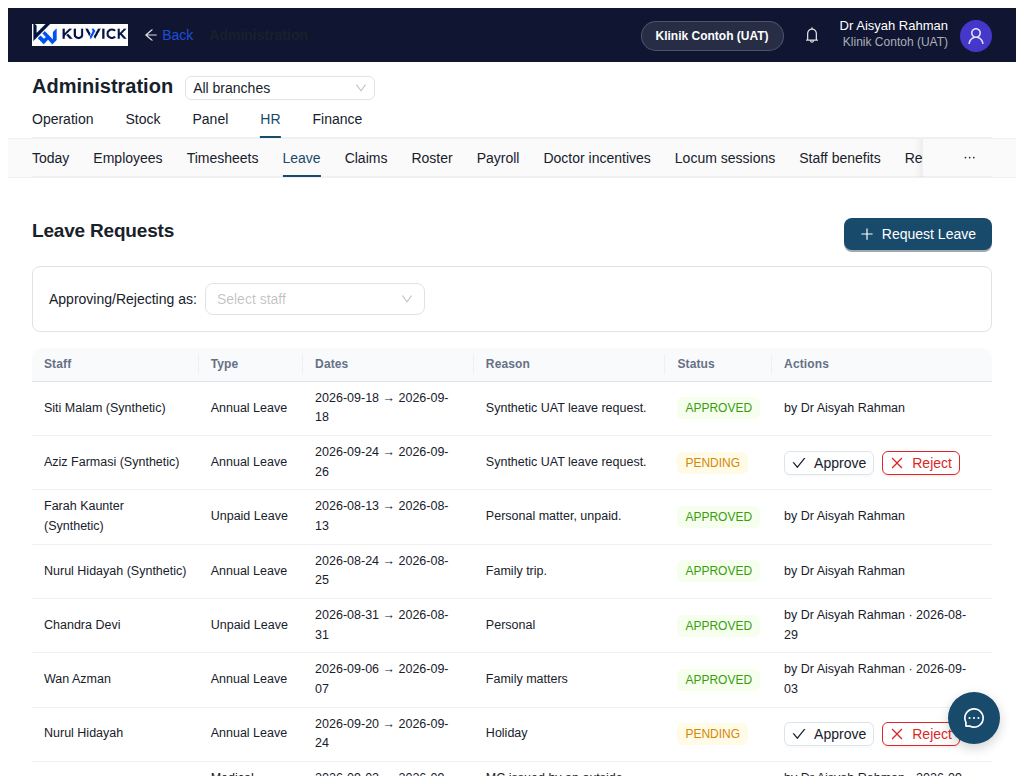 KUWICK
Back Administration
Klinik Contoh (UAT)
Dr Aisyah Rahman
Klinik Contoh (UAT)
Administration
All branches
Operation Stock Panel HR Finance
Today Employees Timesheets Leave Claims Roster Payroll Doctor incentives Locum sessions Staff benefits Re ...
Leave Requests
Request Leave
Approving/Rejecting as: Select staff
Staff Type Dates Reason Status Actions
Siti Malam (Synthetic) Annual Leave 2026-09-18 → 2026-09-
18
Synthetic UAT leave request. APPROVED by Dr Aisyah Rahman
Aziz Farmasi (Synthetic) Annual Leave 2026-09-24 → 2026-09-
26
Synthetic UAT leave request. PENDING Approve Reject
Farah Kaunter
(Synthetic)
Unpaid Leave 2026-08-13 → 2026-08-
13
Personal matter, unpaid. APPROVED by Dr Aisyah Rahman
Nurul Hidayah (Synthetic) Annual Leave 2026-08-24 → 2026-08-
25
Family trip. APPROVED by Dr Aisyah Rahman
Chandra Devi Unpaid Leave 2026-08-31 → 2026-08-
31
Personal APPROVED by Dr Aisyah Rahman · 2026-08-
29
Wan Azman Annual Leave 2026-09-06 → 2026-09-
07
Family matters APPROVED by Dr Aisyah Rahman · 2026-09-
03
Nurul Hidayah Annual Leave 2026-09-20 → 2026-09-
24
Holiday PENDING Approve Reject